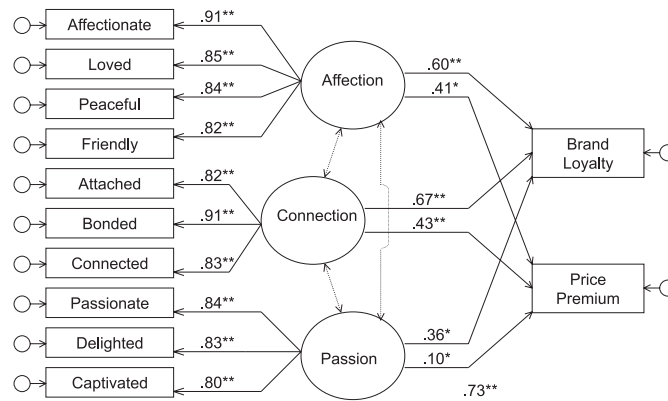 Affectionate
.91**
Loved
.85**
Peaceful
.84**
Friendly
.82**
Attached
.82**
Bonded
.91**
Connected
.83**
Passionate
.84**
Delighted
.83**
Captivated
.80**
Affection
.60**
.41*
Connection
.67**
.43**
Passion
.36*
.10*
.73**
Brand
Loyalty
Price
Premium